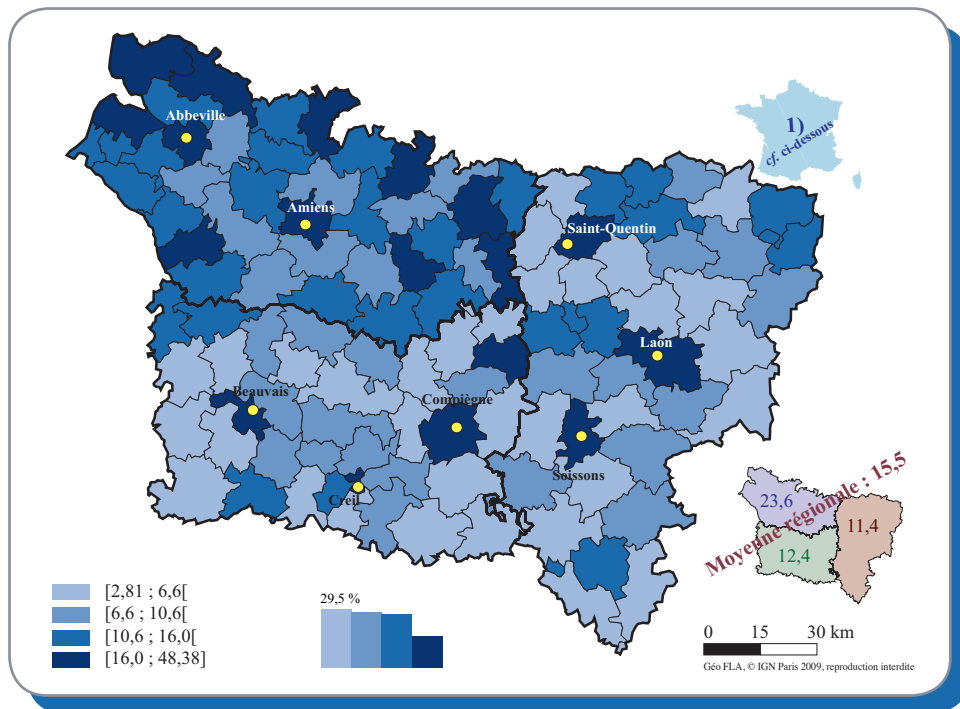 Abbeville
Amiens
Saint-Quentin
Laon
Beauvais
Compiègne
Creil
Soissons
1)
cf. ci-dessous
Moyenne régionale : 15,5
23,6
11,4
12,4
[2,81 ; 6,6[
[6,6 ; 10,6[
[10,6 ; 16,0[
[16,0 ; 48,38]
29,5 %
0 15 30 km
Géo FLA, © IGN Paris 2009, reproduction interdite